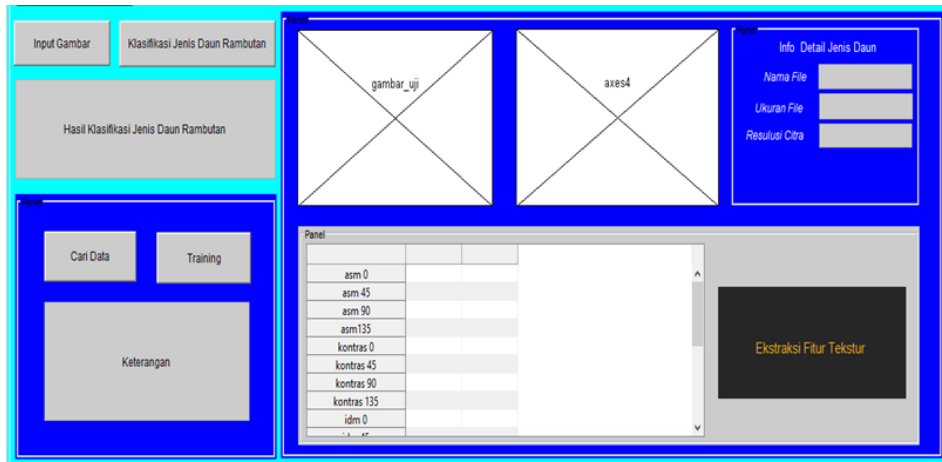 Input Gambar
Klasifikasi Jenis Daun Rambutan
Hasil Klasifikasi Jenis Daun Rambutan
Panel
Cari Data
Training
Keterangan
Panel
gambar_uji
axes4
Panel
Info Detail Jenis Daun
Nama File
Ukuran File
Resulusi Citra
Panel
asm 0
asm 45
asm 90
asm135
kontras 0
kontras 45
kontras 90
kontras 135
idm 0
Ekstraksi Fitur Tekstur